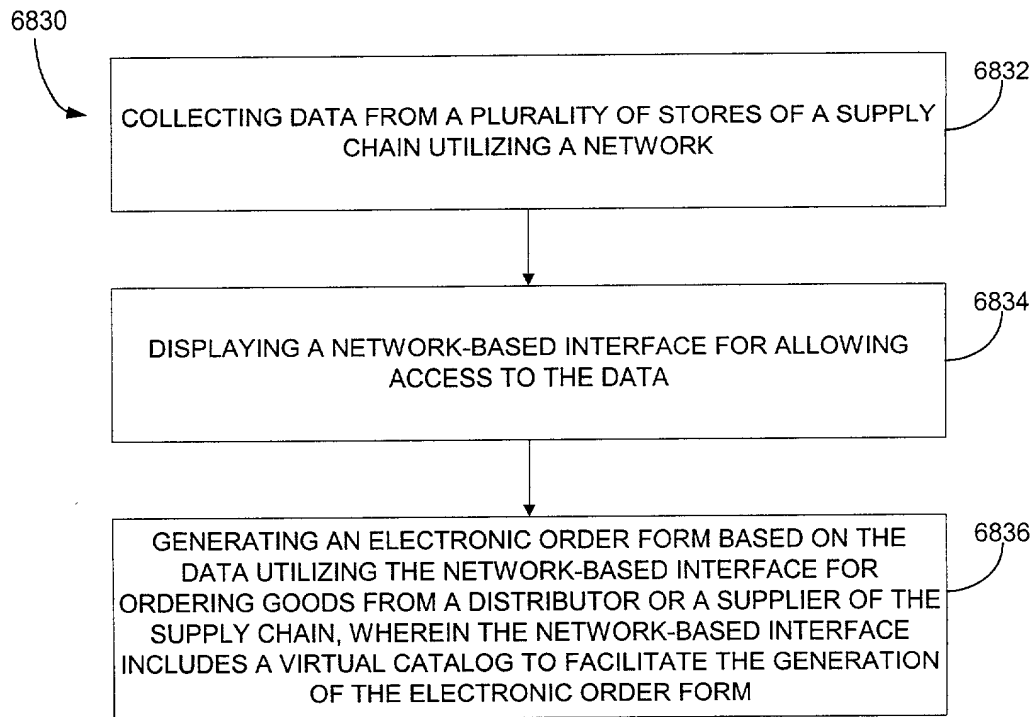 6830
6832
COLLECTING DATA FROM A PLURALITY OF STORES OF A SUPPLY
CHAIN UTILIZING A NETWORK
6834
DISPLAYING A NETWORK-BASED INTERFACE FOR ALLOWING
ACCESS TO THE DATA
6836
GENERATING AN ELECTRONIC ORDER FORM BASED ON THE
DATA UTILIZING THE NETWORK-BASED INTERFACE FOR
ORDERING GOODS FROM A DISTRIBUTOR OR A SUPPLIER OF THE
SUPPLY CHAIN, WHEREIN THE NETWORK-BASED INTERFACE
INCLUDES A VIRTUAL CATALOG TO FACILITATE THE GENERATION
OF THE ELECTRONIC ORDER FORM